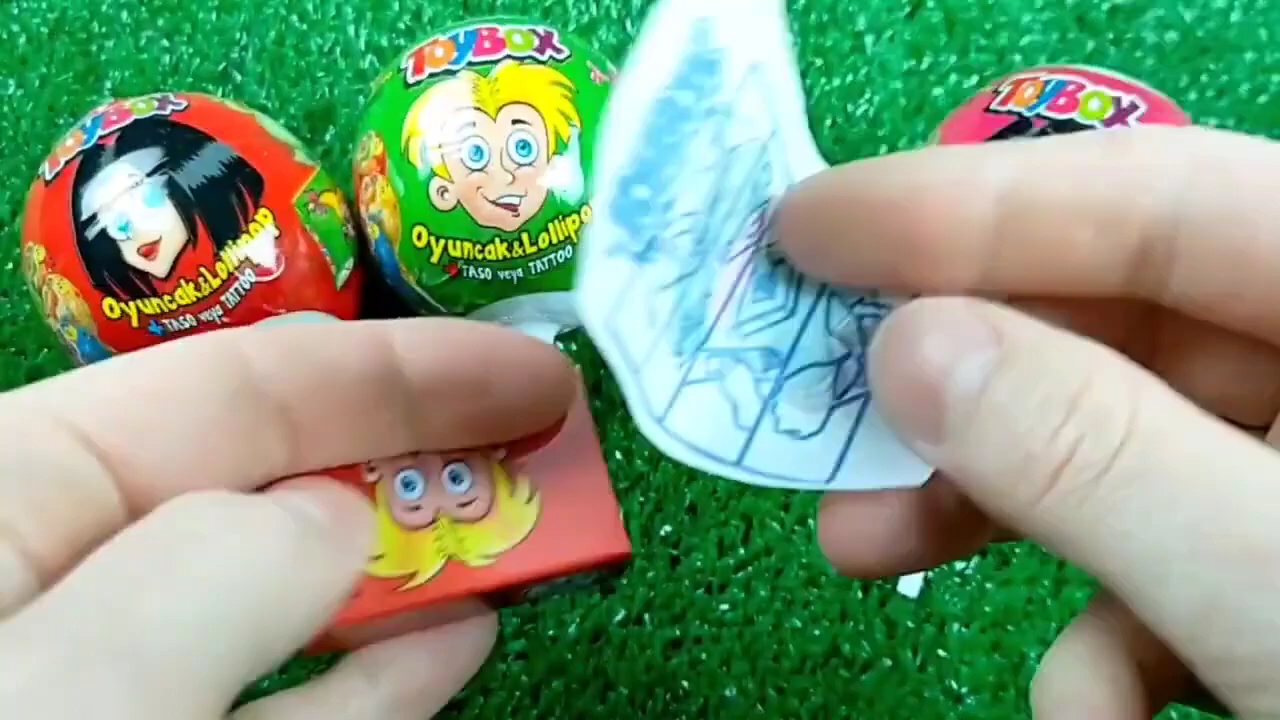 ToyBox
Oyuncak&Lollipop
+ TASO veya TATTOO
ToyBox
Oyuncak&Lollipo
+ TASO veya TATTOO
ToyBox